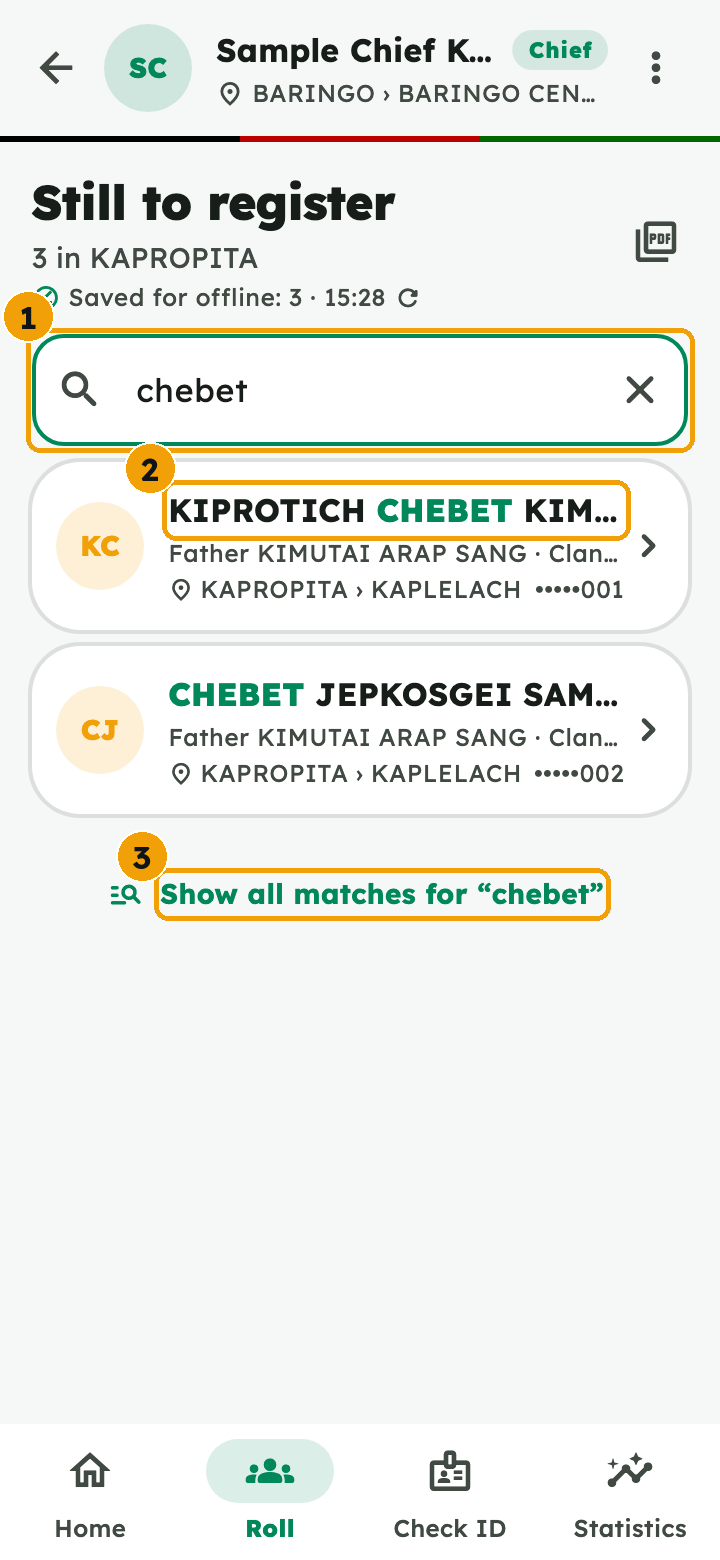 SC
Sample Chief K...
Chief
BARINGO › BARINGO CEN...
Still to register
3 in KAPROPITA
PDF
Saved for offline: 3 · 15:28
1
chebet
2
KC
KIPROTICH CHEBET KIM...
Father KIMUTAI ARAP SANG · Clan...
KAPROPITA › KAPLELACH •••••001
CJ
CHEBET JEPKOSGEI SAM...
Father KIMUTAI ARAP SANG · Clan...
KAPROPITA › KAPLELACH •••••002
3
Show all matches for “chebet”
Home
Roll
Check ID
Statistics